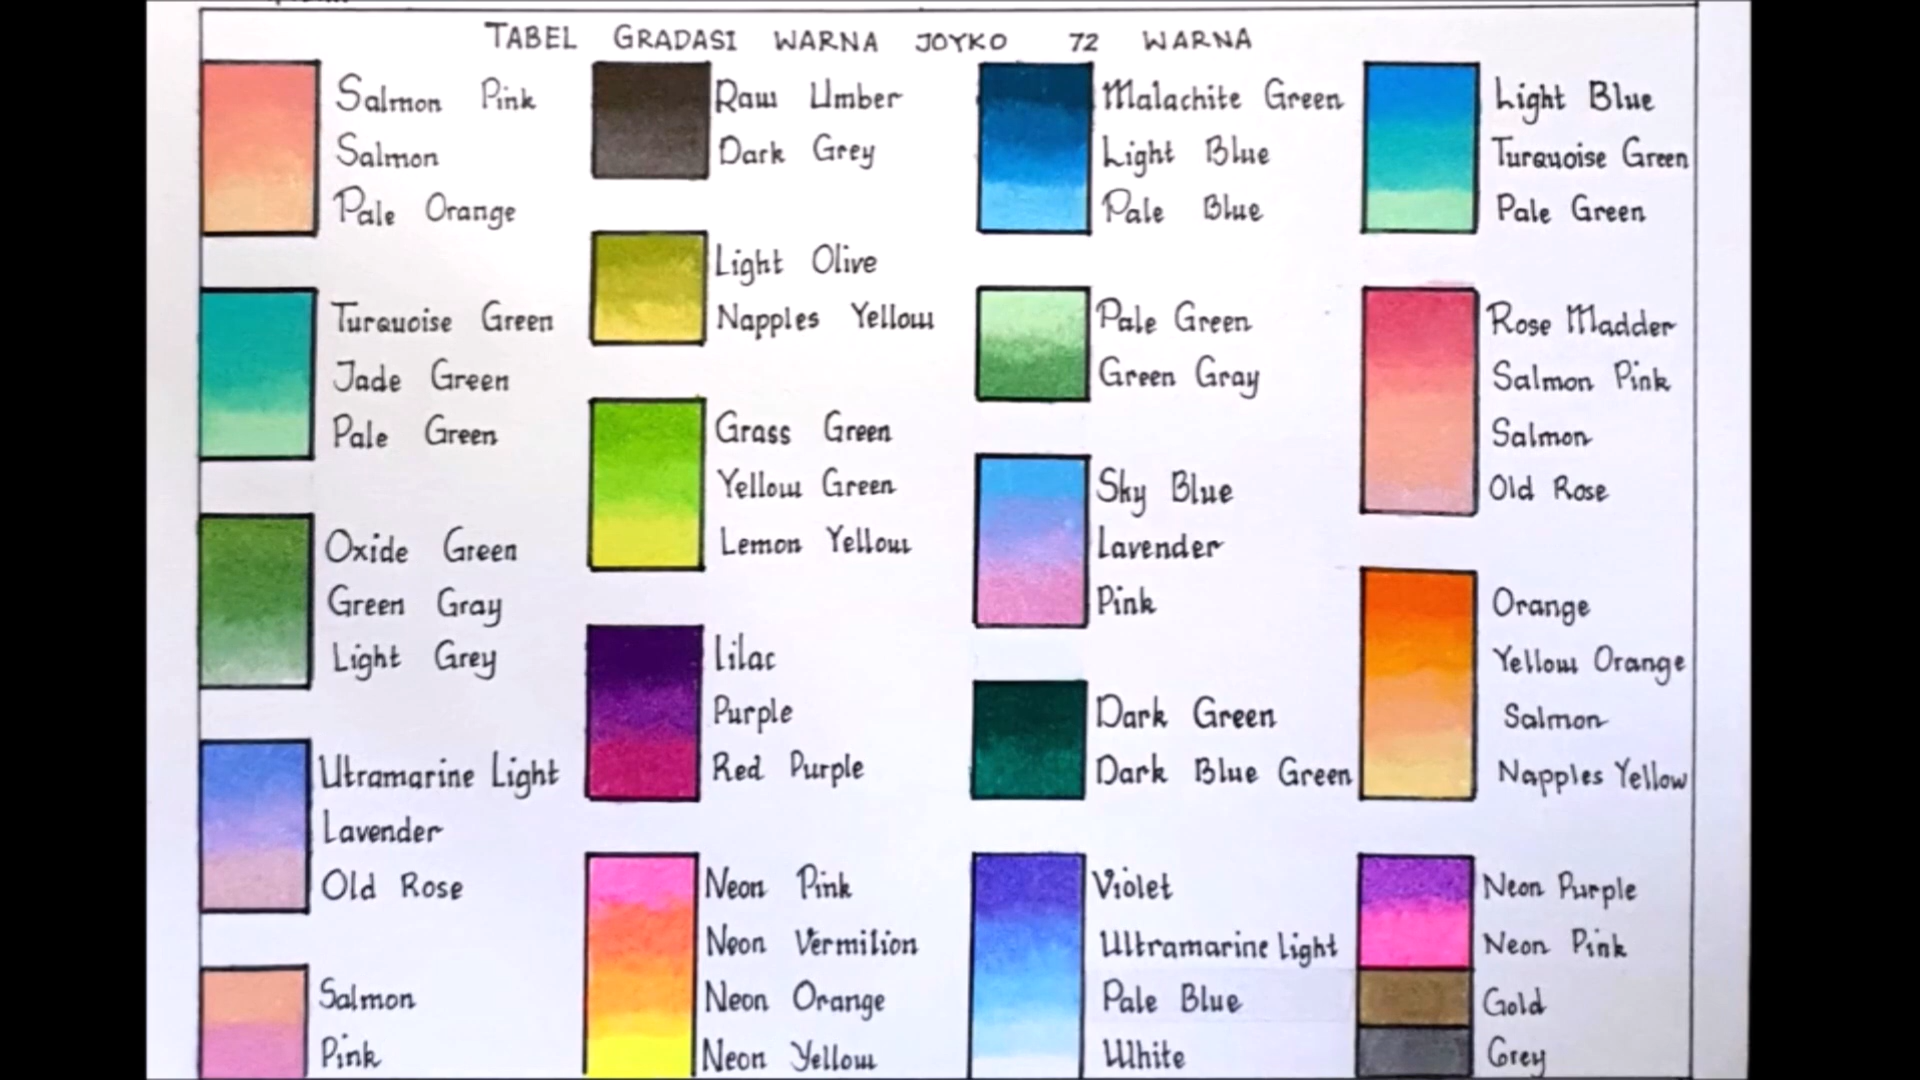 TABEL GRADASI WARNA JOYKO 72 WARNA
Salmon Pink
Salmon
Pale Orange
Turquoise Green
Jade Green
Pale Green
Oxide Green
Green Gray
Light Grey
Utramarine Light
Lavender
Old Rose
Salmon
Pink
Raw Umber
Dark Grey
Light Olive
Napples Yellow
Grass Green
Yellow Green
Lemon Yellow
Lilac
Purple
Red Purple
Neon Pink
Neon Vermilion
Neon Orange
Neon Yellow
Malachite Green
Light Blue
Pale Blue
Pale Green
Green Gray
Sky Blue
Lavender
Pink
Dark Green
Dark Blue Green
Violet
Ultramarine Light
Pale Blue
White
Light Blue
Turquoise Green
Pale Green
Rose Madder
Salmon Pink
Salmon
Old Rose
Orange
Yellow Orange
Salmon
Napples Yellow
Neon Purple
Neon Pink
Gold
Grey